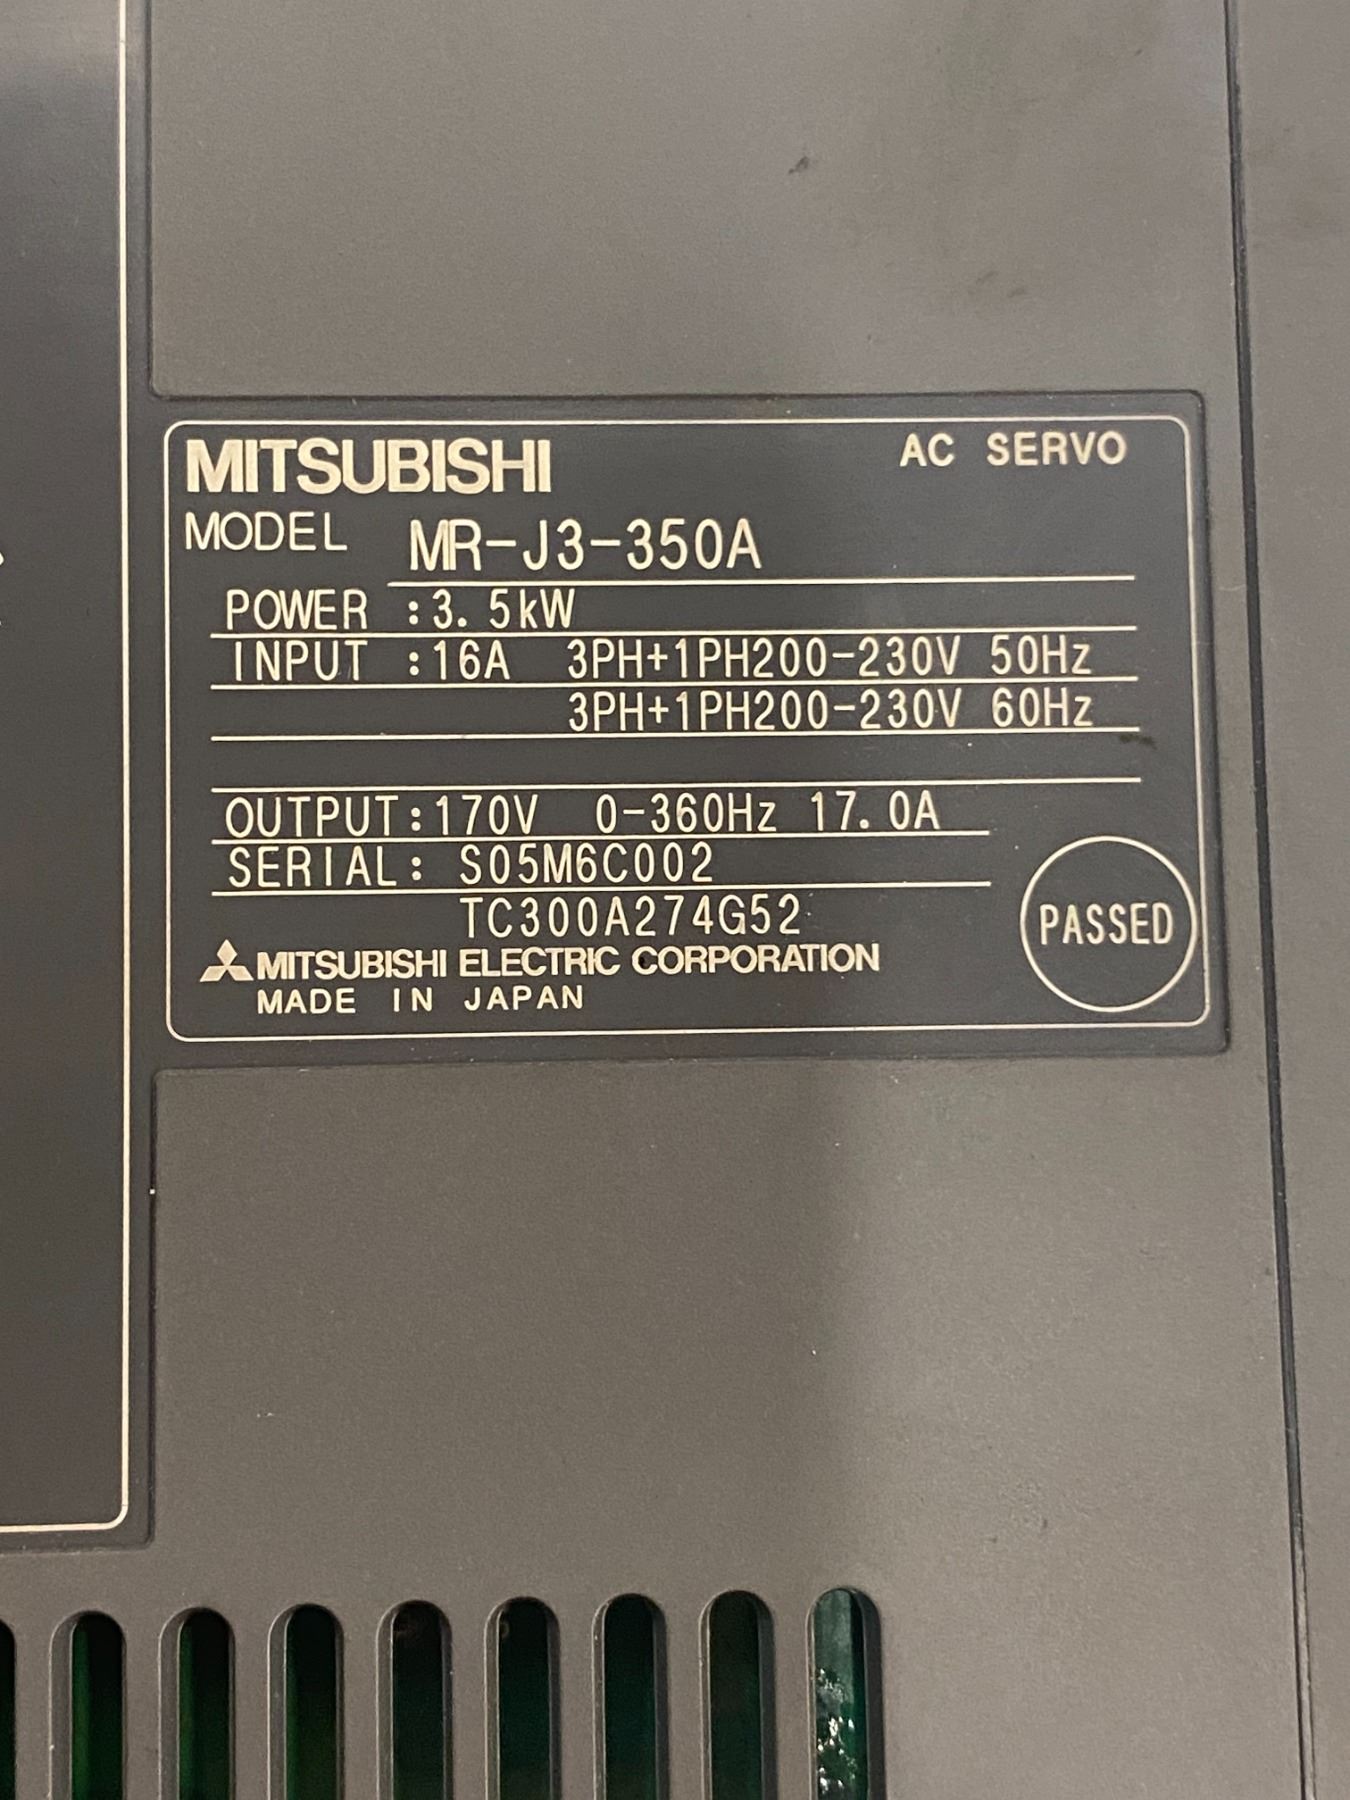 MITSUBISHI AC SERVO
MODEL MR-J3-350A
POWER :3.5kW
INPUT :16A 3PH+1PH200-230V 50Hz
3PH+1PH200-230V 60Hz
OUTPUT:170V 0-360Hz 17.0A
SERIAL: S05M6C002
TC300A274G52
PASSED
MITSUBISHI ELECTRIC CORPORATION
MADE IN JAPAN